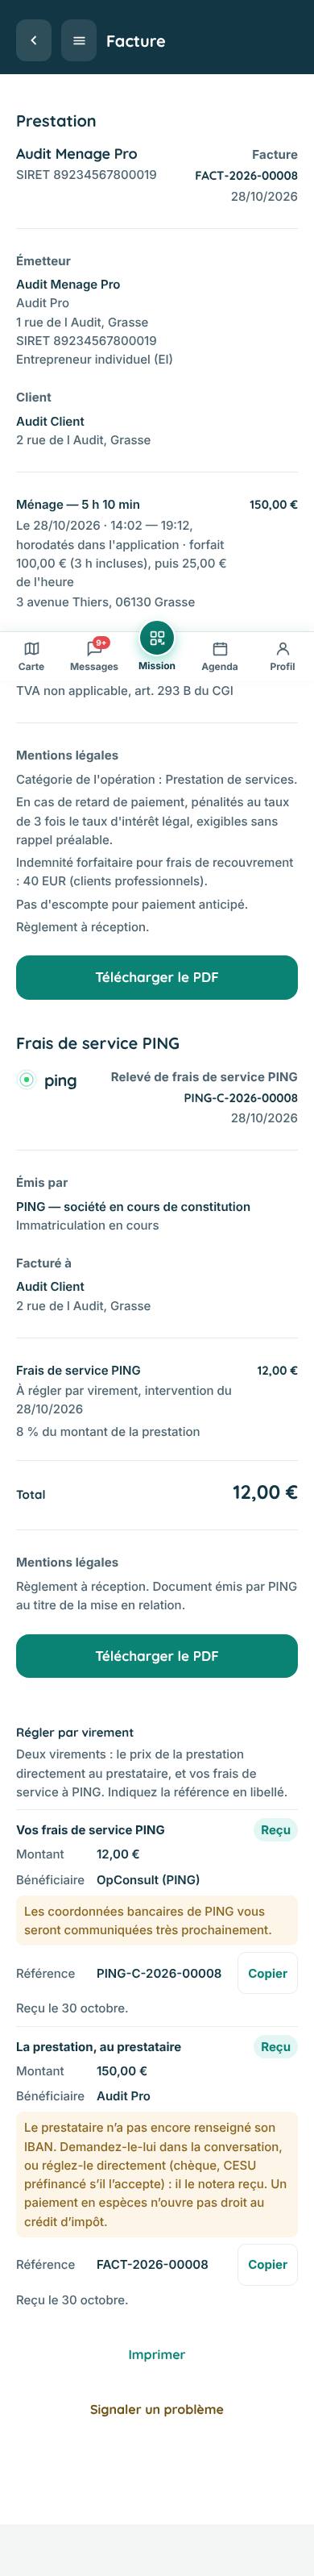 Facture
Prestation
Audit Menage Pro
Facture
SIRET 89234567800019
FACT-2026-00008
28/10/2026
Émetteur
Audit Menage Pro
Audit Pro
1 rue de l Audit, Grasse
SIRET 89234567800019
Entrepreneur individuel (EI)
Client
Audit Client
2 rue de l Audit, Grasse
Ménage — 5 h 10 min
150,00 €
Le 28/10/2026 · 14:02 — 19:12,
horodatés dans l'application · forfait
100,00 € (3 h incluses), puis 25,00 €
de l'heure
3 avenue Thiers, 06130 Grasse
9+
Carte
Messages
Mission
Agenda
Profil
TVA non applicable, art. 293 B du CGI
Mentions légales
Catégorie de l'opération : Prestation de services.
En cas de retard de paiement, pénalités au taux
de 3 fois le taux d'intérêt légal, exigibles sans
rappel préalable.
Indemnité forfaitaire pour frais de recouvrement
: 40 EUR (clients professionnels).
Pas d'escompte pour paiement anticipé.
Règlement à réception.
Télécharger le PDF
Frais de service PING
ping
Relevé de frais de service PING
PING-C-2026-00008
28/10/2026
Émis par
PING — société en cours de constitution
Immatriculation en cours
Facturé à
Audit Client
2 rue de l Audit, Grasse
Frais de service PING
12,00 €
À régler par virement, intervention du
28/10/2026
8 % du montant de la prestation
Total
12,00 €
Mentions légales
Règlement à réception. Document émis par PING
au titre de la mise en relation.
Télécharger le PDF
Régler par virement
Deux virements : le prix de la prestation
directement au prestataire, et vos frais de
service à PING. Indiquez la référence en libellé.
Vos frais de service PING
Reçu
Montant
12,00 €
Bénéficiaire
OpConsult (PING)
Les coordonnées bancaires de PING vous
seront communiquées très prochainement.
Référence
PING-C-2026-00008
Copier
Reçu le 30 octobre.
La prestation, au prestataire
Reçu
Montant
150,00 €
Bénéficiaire
Audit Pro
Le prestataire n’a pas encore renseigné son
IBAN. Demandez-le-lui dans la conversation,
ou réglez-le directement (chèque, CESU
préfinancé s’il l’accepte) : il le notera reçu. Un
paiement en espèces n’ouvre pas droit au
crédit d’impôt.
Référence
FACT-2026-00008
Copier
Reçu le 30 octobre.
Imprimer
Signaler un problème